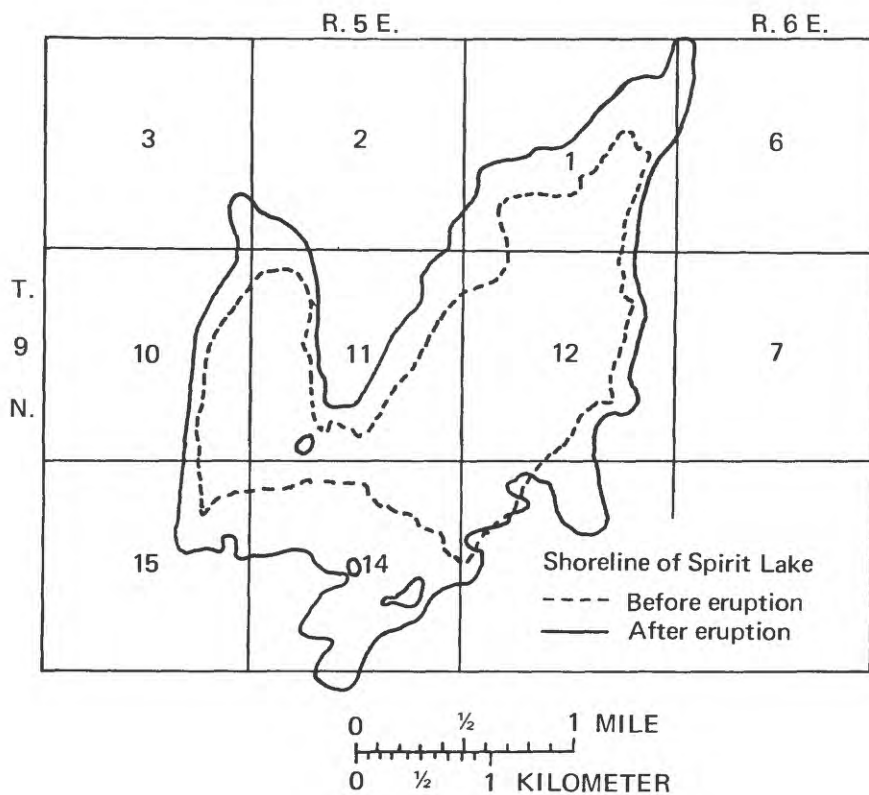 R. 5 E. R. 6 E.
3 2 1 6
T.
9
N.
10 11 12 7
15 14
Shoreline of Spirit Lake
Before eruption
After eruption
0 ½ 1 MILE
0 ½ 1 KILOMETER